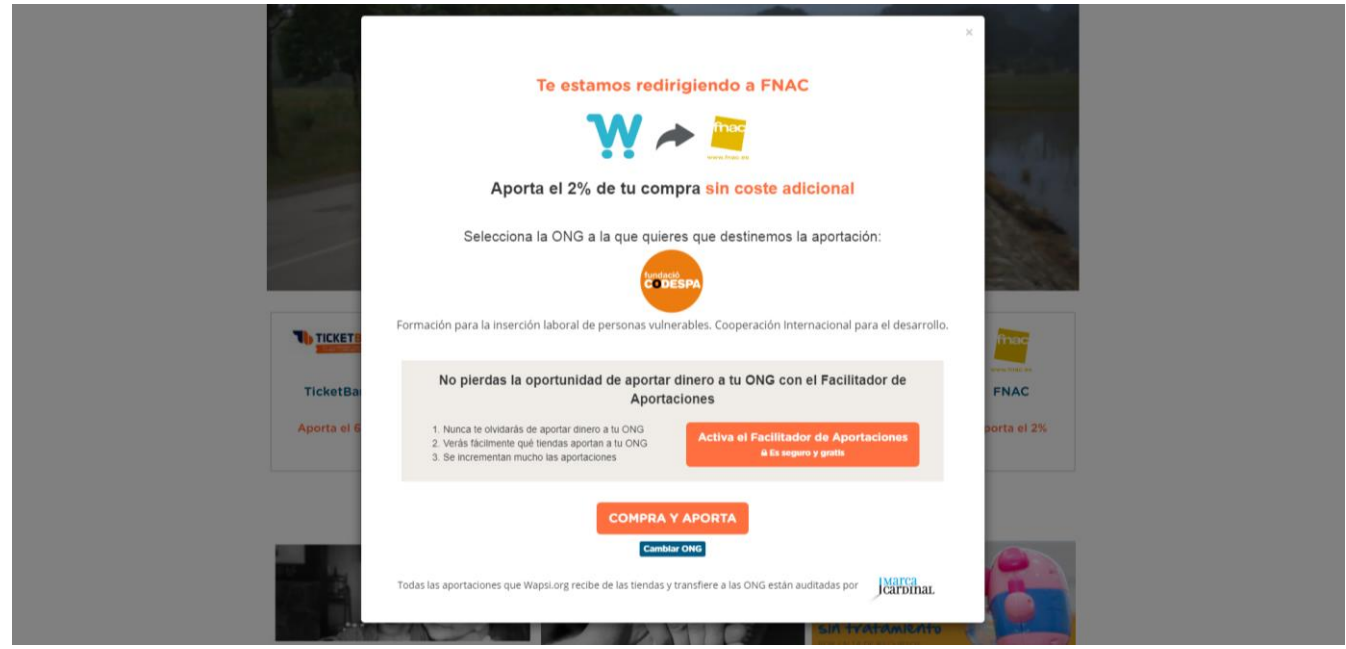 ×
Te estamos redirigiendo a FNAC
W
fnac
www.fnac.es
Aporta el 2% de tu compra sin coste adicional
Selecciona la ONG a la que quieres que destinemos la aportación:
fundació
CODESPA
Formación para la inserción laboral de personas vulnerables. Cooperación Internacional para el desarrollo.
No pierdas la oportunidad de aportar dinero a tu ONG con el Facilitador de
Aportaciones
1. Nunca te olvidarás de aportar dinero a tu ONG
2. Verás fácilmente qué tiendas aportan a tu ONG
3. Se incrementan mucho las aportaciones
Activa el Facilitador de Aportaciones
Es seguro y gratis
COMPRA Y APORTA
Cambiar ONG
Todas las aportaciones que Wapsi.org recibe de las tiendas y transfiere a las ONG están auditadas por
MARCA
CARDINAL
TICKETB
TicketBa
Aporta el 6
fnac
www.fnac.es
FNAC
porta el 2%
sin tratamiento